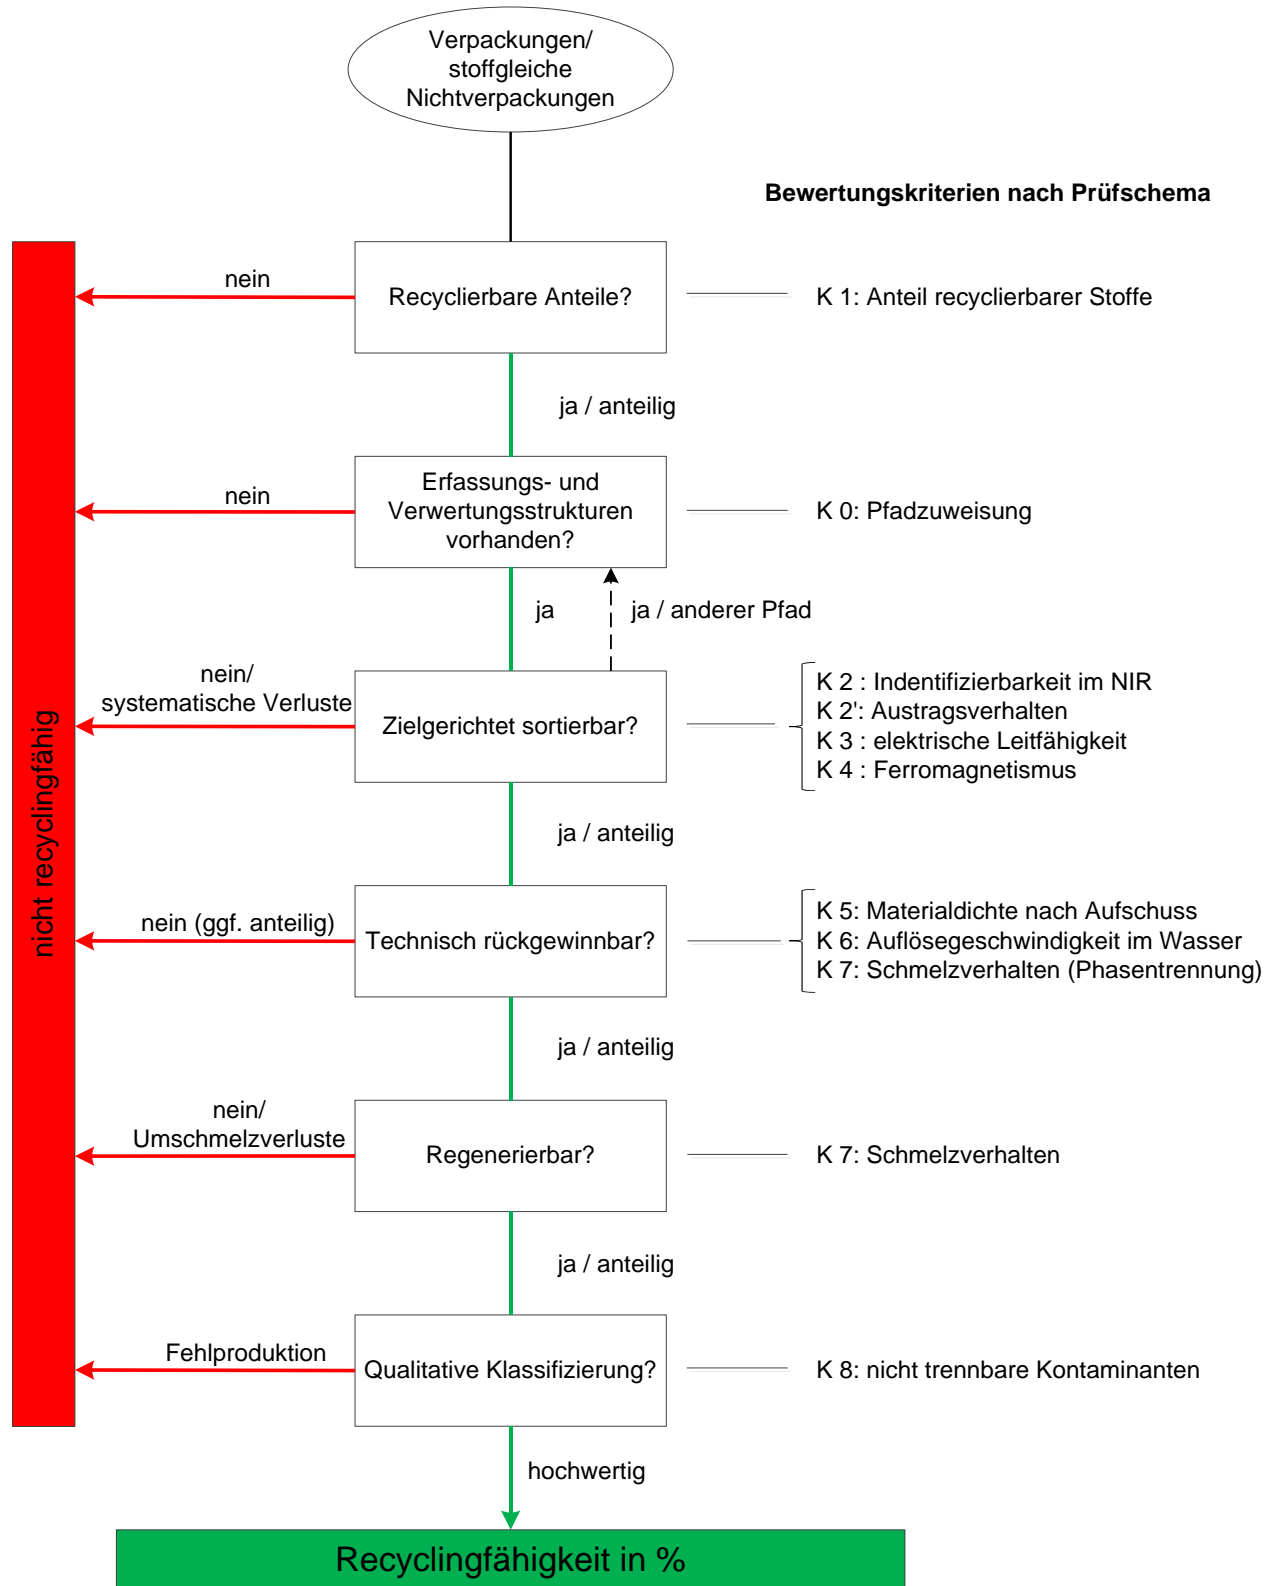 Verpackungen/
stoffgleiche
Nichtverpackungen
Bewertungskriterien nach Prüfschema
nein
Recyclierbare Anteile?
K 1: Anteil recyclierbarer Stoffe
ja / anteilig
nein
Erfassungs- und
Verwertungsstrukturen
vorhanden?
K 0: Pfadzuweisung
ja
ja / anderer Pfad
nein/
systematische Verluste
Zielgerichtet sortierbar?
K 2 : Indentifizierbarkeit im NIR
K 2': Austragsverhalten
K 3 : elektrische Leitfähigkeit
K 4 : Ferromagnetismus
nicht recyclingfähig
ja / anteilig
nein (ggf. anteilig)
Technisch rückgewinnbar?
K 5: Materialdichte nach Aufschuss
K 6: Auflösegeschwindigkeit im Wasser
K 7: Schmelzverhalten (Phasentrennung)
ja / anteilig
nein/
Umschmelzverluste
Regenerierbar?
K 7: Schmelzverhalten
ja / anteilig
Fehlproduktion
Qualitative Klassifizierung?
K 8: nicht trennbare Kontaminanten
hochwertig
Recyclingfähigkeit in %